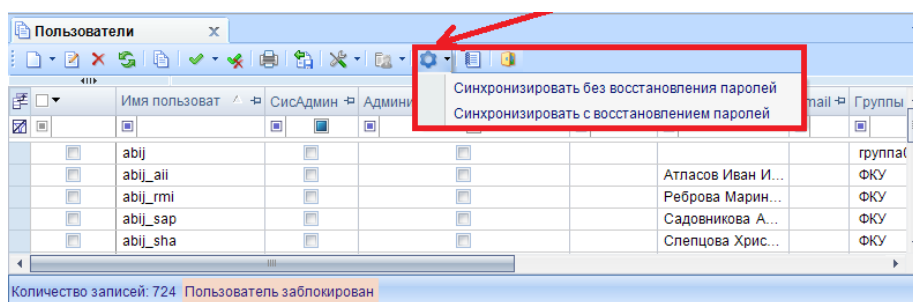 Пользователи
Синхронизировать без восстановления паролей
Синхронизировать с восстановлением паролей
Имя пользоват СисАдмин Админи mail Группы
abij группа
abij_aii Атласов Иван И... ФКУ
abij_rmi Реброва Марин... ФКУ
abij_sap Садовникова А... ФКУ
abij_sha Слепцова Хрис... ФКУ
Количество записей: 724 Пользователь заблокирован